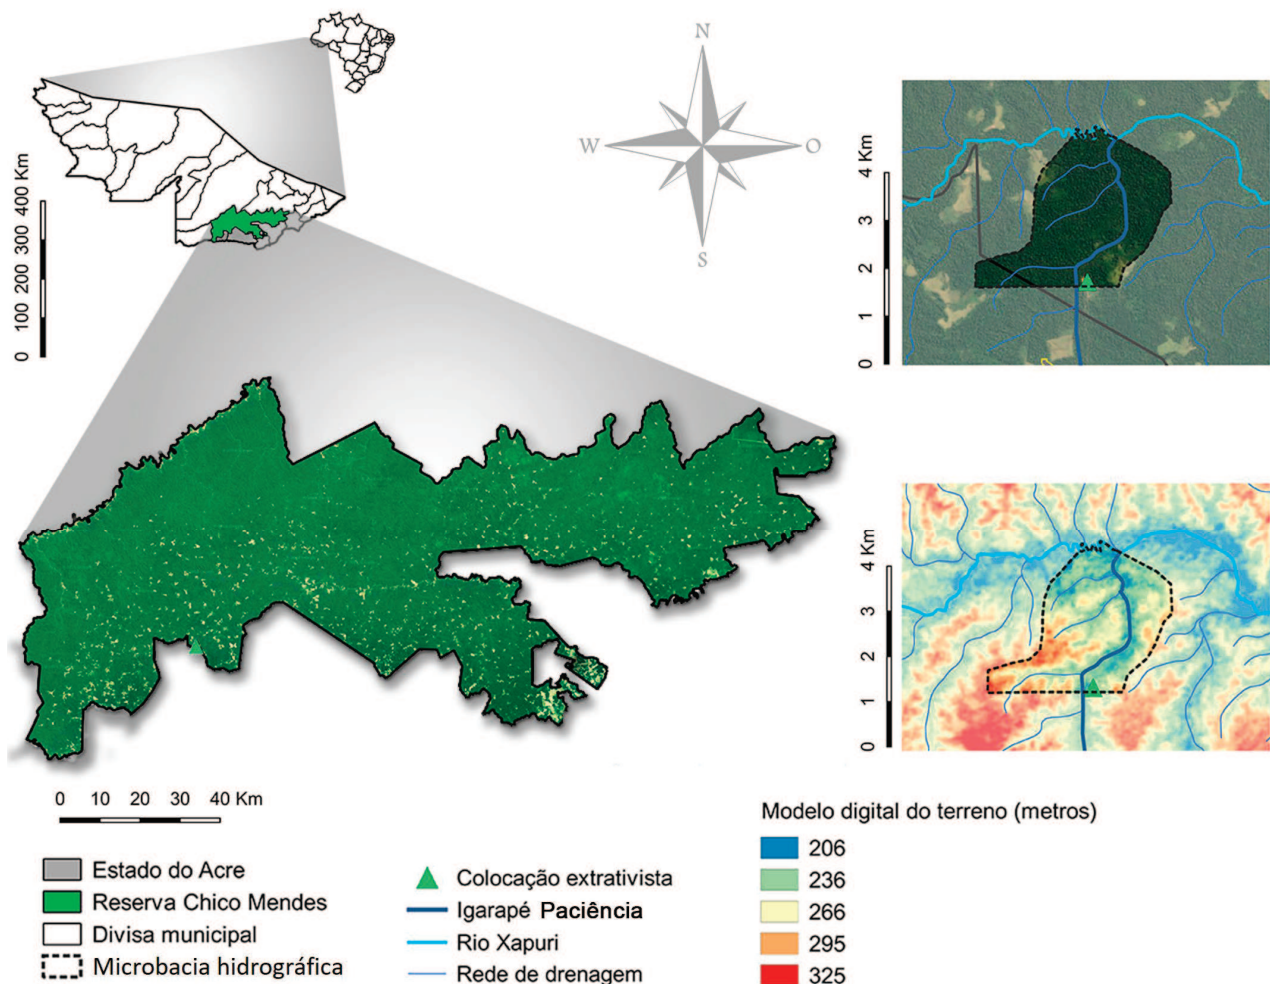 N
W
O
S
0 100 200 300 400 Km
0 1 2 3 4 Km
0 1 2 3 4 Km
0 10 20 30 40 Km
Estado do Acre
Reserva Chico Mendes
Divisa municipal
Microbacia hidrográfica
Colocação extrativista
Igarapé Paciência
Rio Xapuri
Rede de drenagem
Modelo digital do terreno (metros)
206
236
266
295
325